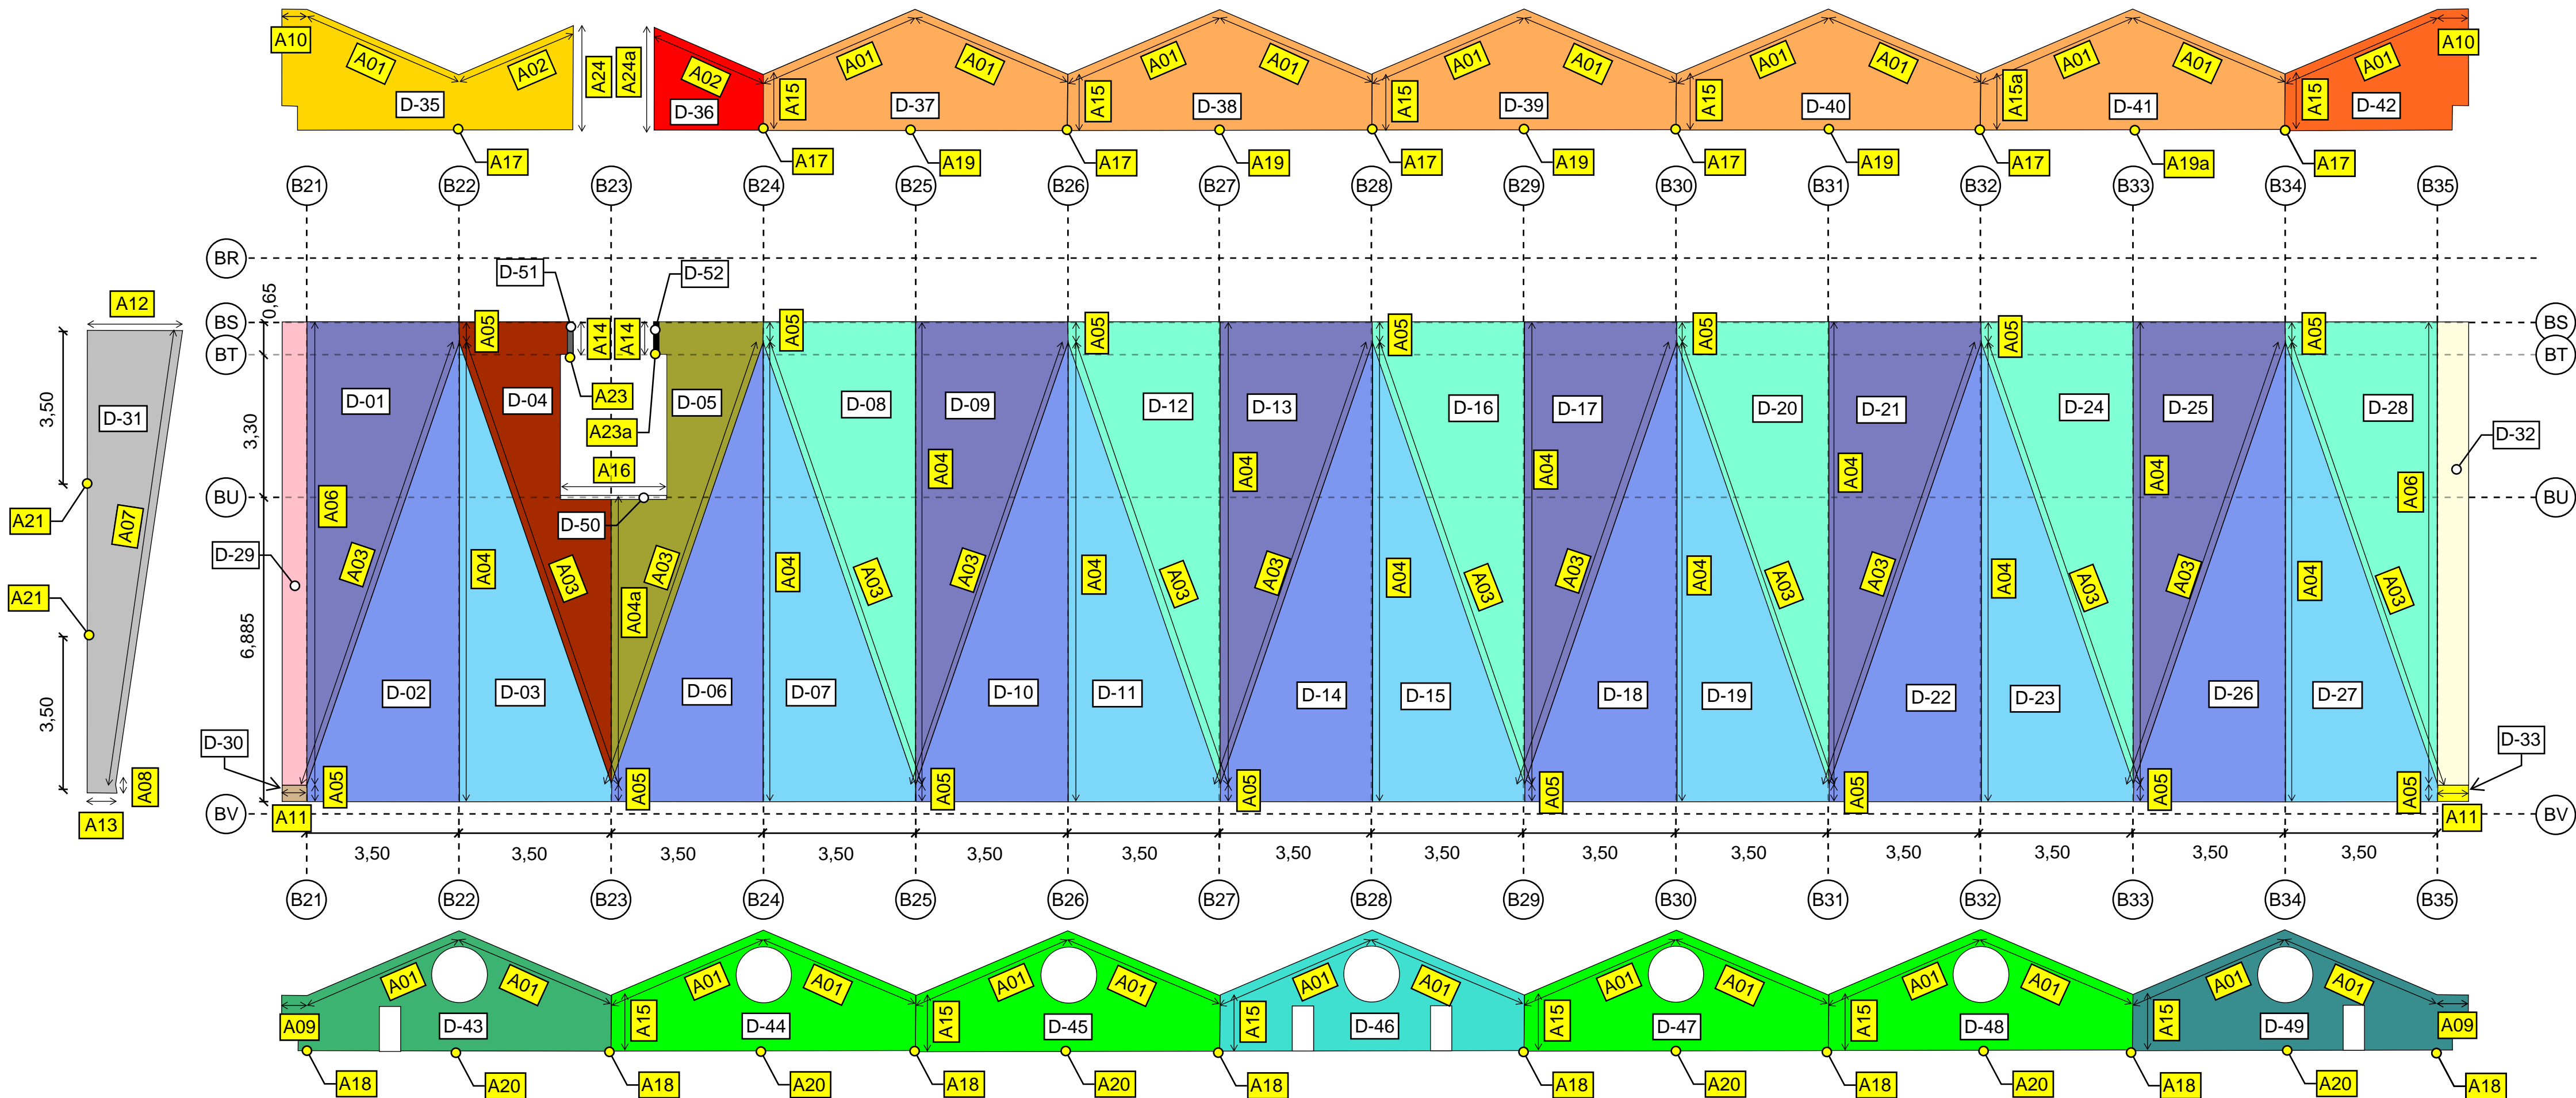 A10 A01 A02 A24 A24a A02 A01 A01 A01 A01 A01 A01 A01 A01 A01 A01 A01 A10
D-35 D-36 A15 D-37 A15 D-38 A15 D-39 A15 D-40 A15a D-41 A15 D-42
A17 A17 A19 A17 A19 A17 A19 A17 A19 A17 A19a A17
B21 B22 B23 B24 B25 B26 B27 B28 B29 B30 B31 B32 B33 B34 B35
BR
D-51 D-52
0,65
A12
BS A05 A14 A14 A05 A05 A05 A05 A05 A05 BS
BT BT
A23
D-01 D-04 D-05 D-08 D-09 D-12 D-13 D-16 D-17 D-20 D-21 D-24 D-25 D-28
3,50 D-31 3,30
A23a
D-32
A16
A04 A04 A04 A04 A04
BU A06 A06 BU
A21 A07
D-50
D-29
A03 A04 A03 A03 A04 A03 A03 A04 A03 A03 A04 A03 A03 A04 A03 A03 A04 A03 A03 A04 A03
A21
A04a
6,885
D-02 D-03 D-06 D-07 D-10 D-11 D-14 D-15 D-18 D-19 D-22 D-23 D-26 D-27
3,50
D-30 D-33
A08 A05 A05 A05 A05 A05 A05 A05 A05
A13 BV A11 A11 BV
3,50 3,50 3,50 3,50 3,50 3,50 3,50 3,50 3,50 3,50 3,50 3,50 3,50 3,50
B21 B22 B23 B24 B25 B26 B27 B28 B29 B30 B31 B32 B33 B34 B35
A01 A01 A01 A01 A01 A01 A01 A01 A01 A01 A01 A01 A01 A01
A09 D-43 A15 D-44 A15 D-45 A15 D-46 A15 D-47 A15 D-48 A15 D-49 A09
A18 A20 A18 A20 A18 A20 A18 A18 A20 A18 A20 A18 A20 A18